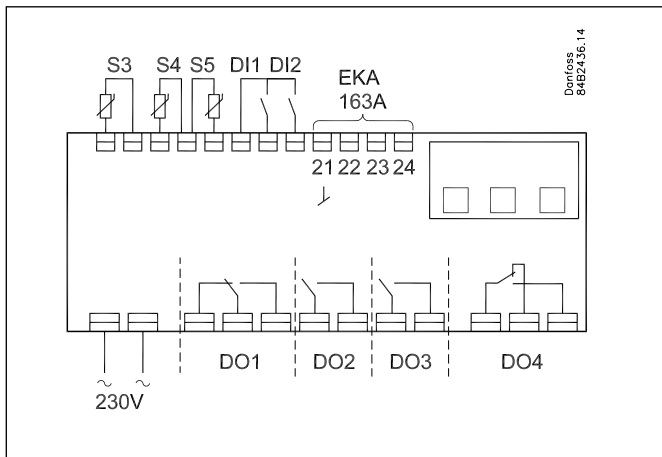 Danfoss
84B2436.14
S3 S4 S5 DI1 DI2
EKA
163A
21 22 23 24
DO1 DO2 DO3 DO4
230V